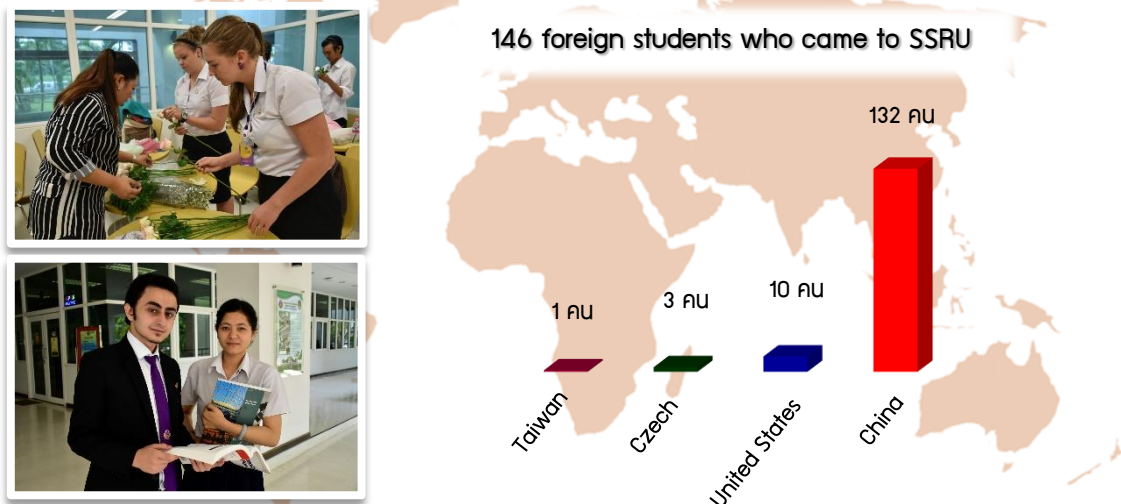 146 foreign students who came to SSRU
132 คน
10 คน
3 คน
1 คน
Taiwan
Czech
United States
China